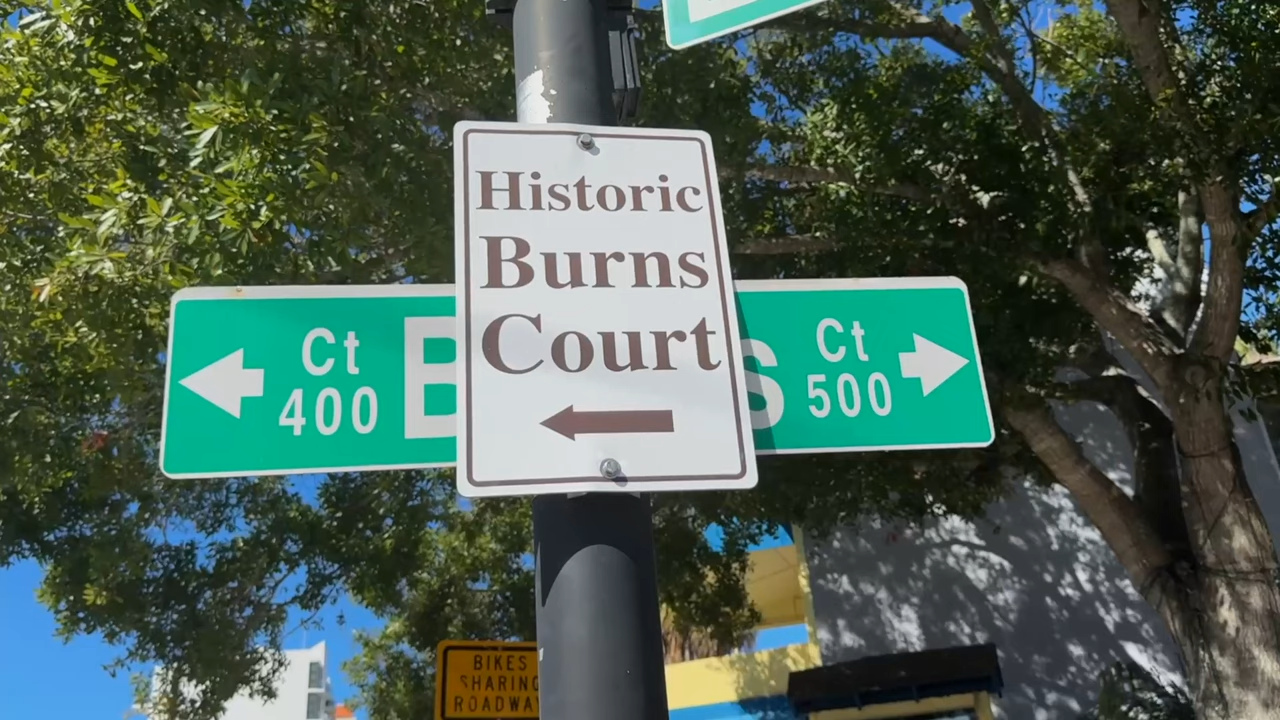 Historic
Burns
Court
Ct
400
B
s
Ct
500
BIKES
SHARING
ROADWAY